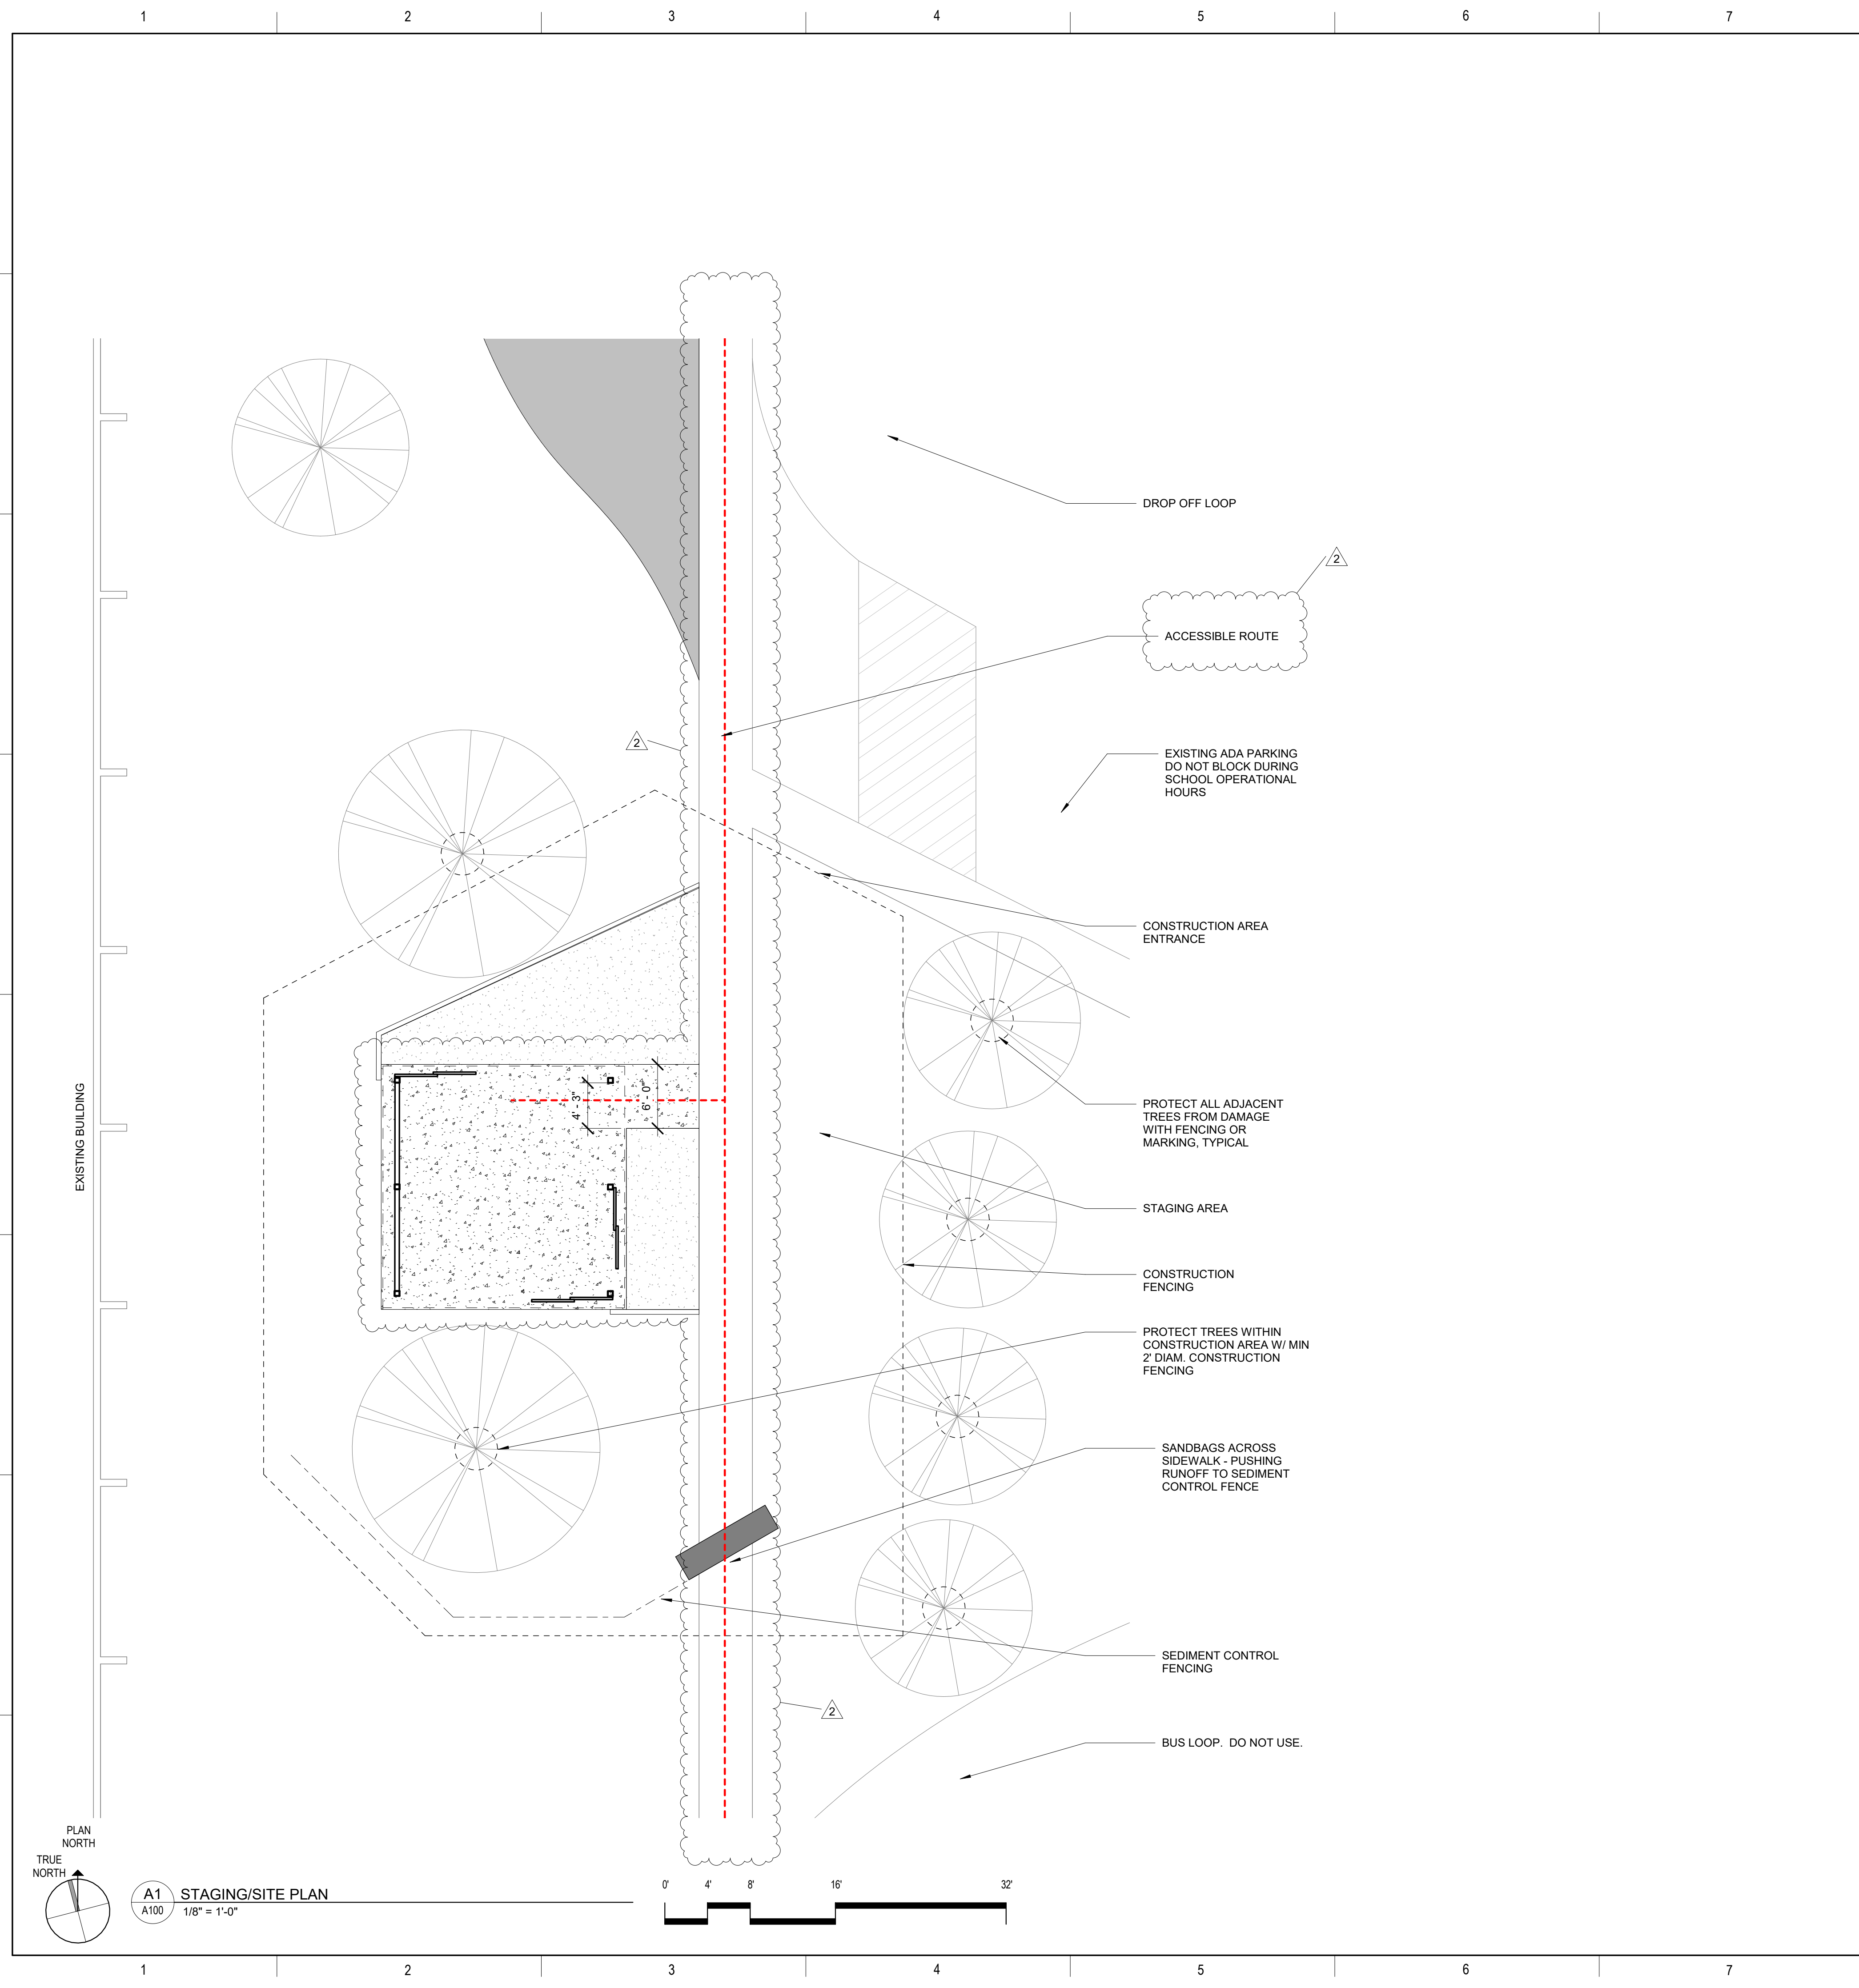 1 2 3 4 5 6 7
DROP OFF LOOP
2
ACCESSIBLE ROUTE
2
EXISTING ADA PARKING
DO NOT BLOCK DURING
SCHOOL OPERATIONAL
HOURS
CONSTRUCTION AREA
ENTRANCE
EXISTING BUILDING
4' - 3"
6' - 0"
PROTECT ALL ADJACENT
TREES FROM DAMAGE
WITH FENCING OR
MARKING, TYPICAL
STAGING AREA
CONSTRUCTION
FENCING
PROTECT TREES WITHIN
CONSTRUCTION AREA W/ MIN
2' DIAM. CONSTRUCTION
FENCING
SANDBAGS ACROSS
SIDEWALK - PUSHING
RUNOFF TO SEDIMENT
CONTROL FENCE
SEDIMENT CONTROL
FENCING
2
BUS LOOP.  DO NOT USE.
PLAN
NORTH
TRUE
NORTH
A1
A100
STAGING/SITE PLAN
1/8" = 1'-0"
0' 4' 8' 16' 32'
1 2 3 4 5 6 7